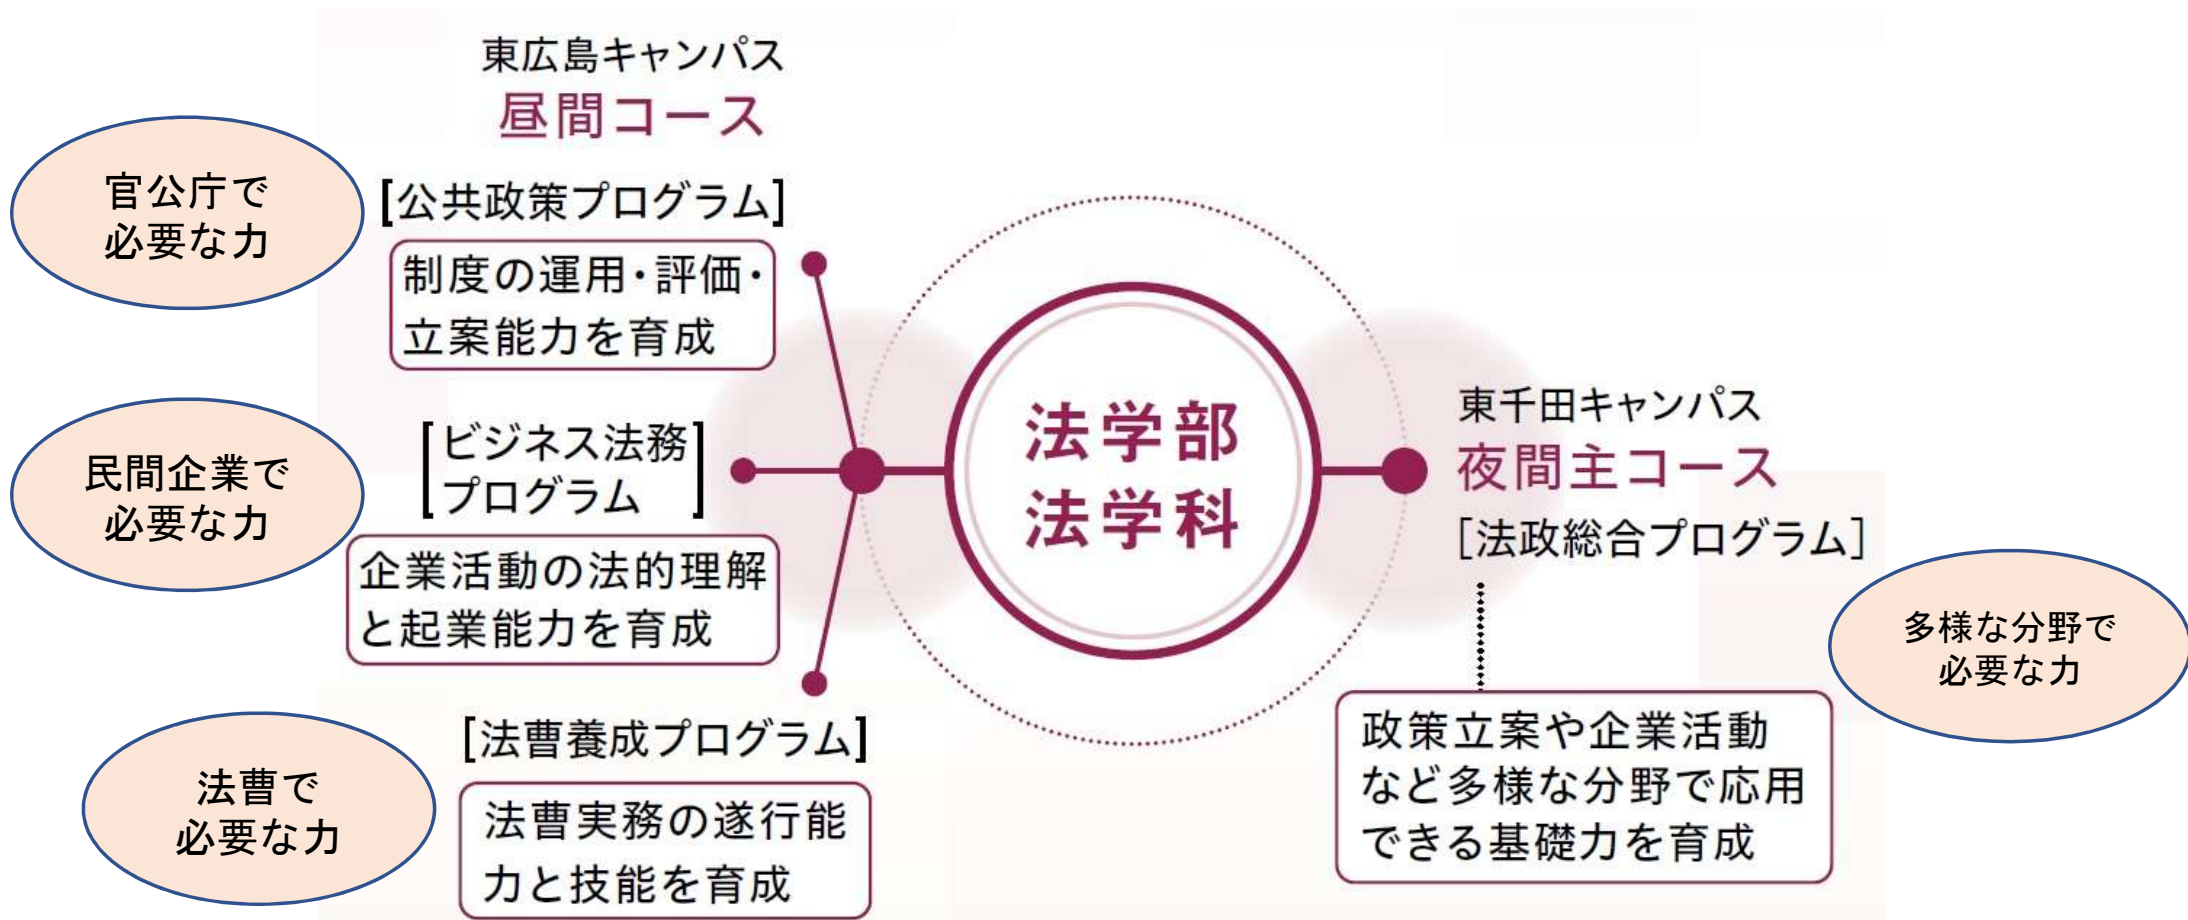 東広島キャンパス
昼間コース
官公庁で
必要な力
[公共政策プログラム]
制度の運用・評価・
立案能力を育成
民間企業で
必要な力
[ビジネス法務
プログラム]
企業活動の法的理解
と起業能力を育成
法曹で
必要な力
[法曹養成プログラム]
法曹実務の遂行能
力と技能を育成
法学部
法学科
東千田キャンパス
夜間主コース
[法政総合プログラム]
多様な分野で
必要な力
政策立案や企業活動
など多様な分野で応用
できる基礎力を育成